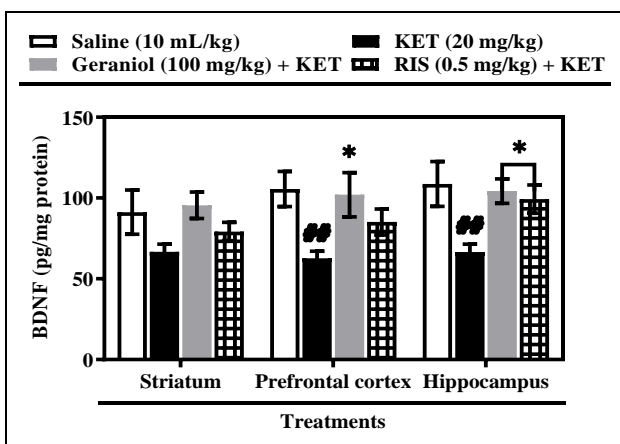 Saline (10 mL/kg) KET (20 mg/kg)
Geraniol (100 mg/kg) + KET RIS (0.5 mg/kg) + KET
BDNF (pg/mg protein)
150
*
*
100
##
##
50
0
Striatum Prefrontal cortex Hippocampus
Treatments